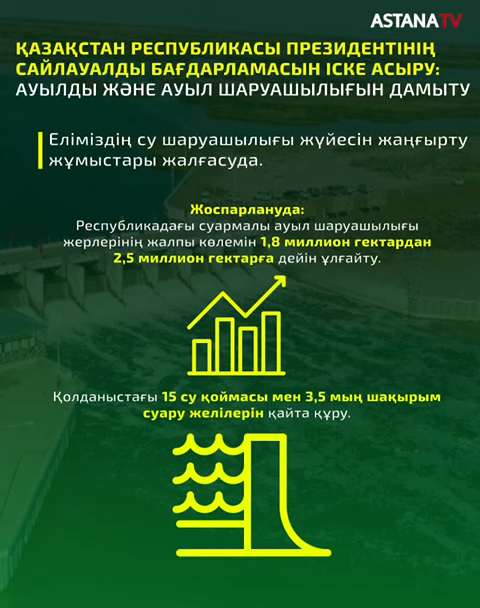 ASTANATV
ҚАЗАҚСТАН РЕСПУБЛИКАСЫ ПРЕЗИДЕНТІНІҢ
САЙЛАУАЛДЫ БАҒДАРЛАМАСЫН ІСКЕ АСЫРУ:
АУЫЛДЫ ЖӘНЕ АУЫЛ ШАРУАШЫЛЫҒЫН ДАМЫТУ
Еліміздің су шаруашылығы жүйесін жаңғырту
жұмыстары жалғасуда.
Жоспарлануда:
Республикадағы суармалы ауыл шаруашылығы
жерлерінің жалпы көлемін 1,8 миллион гектардан
2,5 миллион гектарға дейін ұлғайту.
Қолданыстағы 15 су қоймасы мен 3,5 мың шақырым
суару желілерін қайта құру.